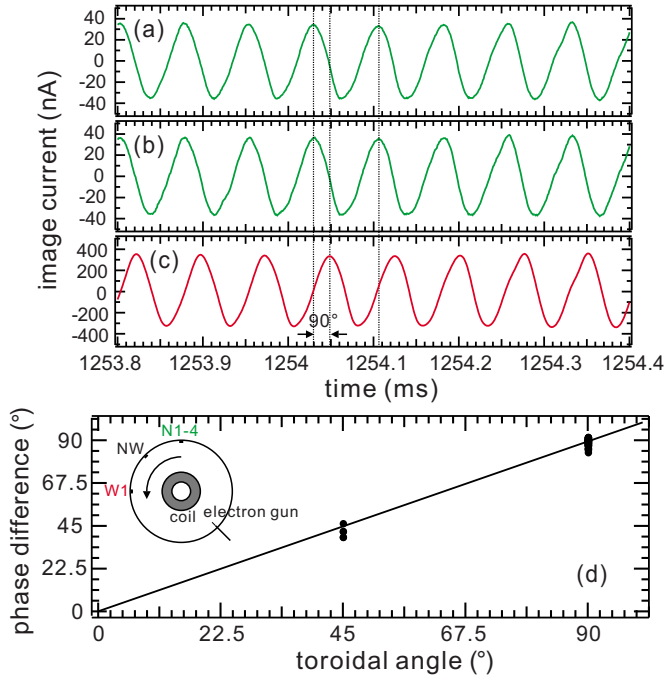 image current (nA)
(a)
40
20
0
-20
-40
(b)
40
20
0
-20
-40
(c)
400
200
0
-200
-400
90°
1253.8 1253.9 1254 1254.1 1254.2 1254.3 1254.4
time (ms)
phase difference (°)
90
67.5
45
22.5
0
N1-4
NW
W1
coil
electron gun
(d)
0 22.5 45 67.5 90
toroidal angle (°)